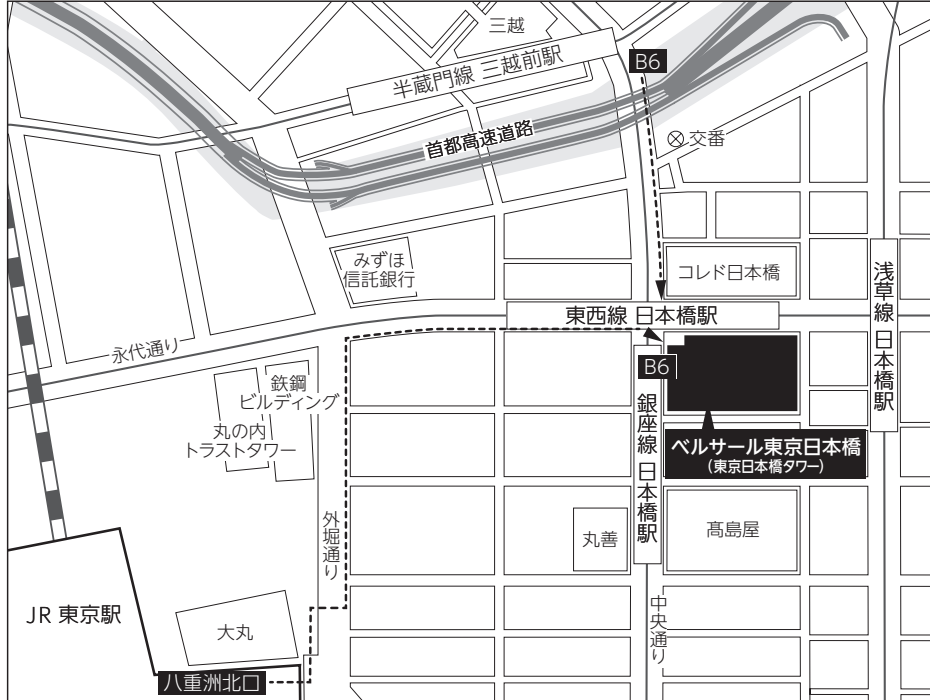 三越
半蔵門線 三越前駅
B6
首都高速道路
交番
みずほ
信託銀行
コレド日本橋
浅草線 日本橋駅
東西線 日本橋駅
永代通り
B6
鉄鋼
ビルディング
丸の内
トラストタワー
銀座線 日本橋駅
ベルサール東京日本橋
(東京日本橋タワー)
外堀通り
丸善
髙島屋
JR 東京駅
大丸
中央通り
八重洲北口